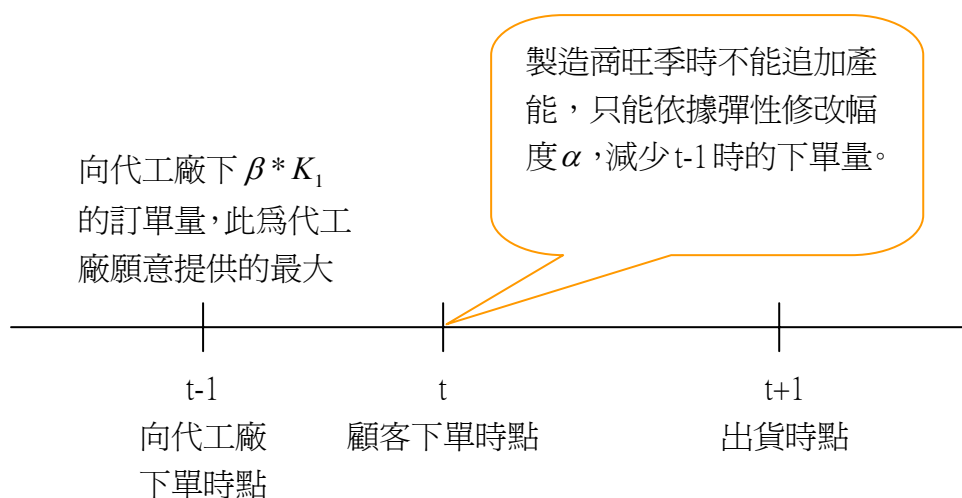 製造商旺季時不能追加產
能，只能依據彈性修改幅
度α，減少t-1時的下單量。
向代工廠下β*K₁
的訂單量，此為代工
廠願意提供的最大
t-1
向代工廠
下單時點
t
顧客下單時點
t+1
出貨時點